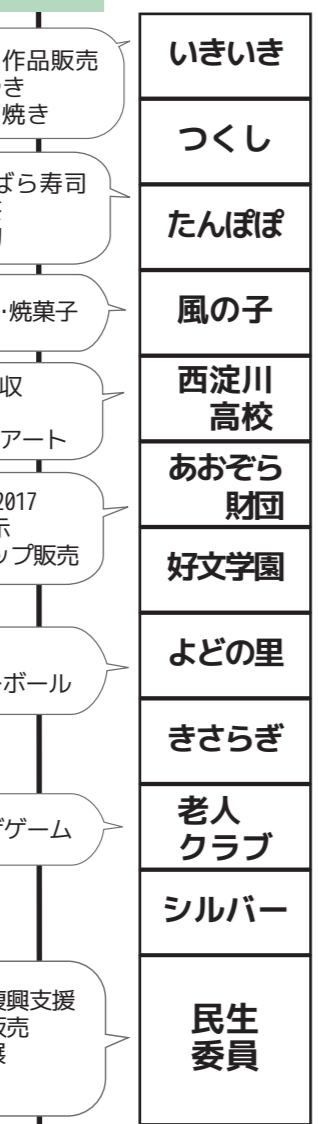 作品販売
き
焼き
ばら寿司
・焼菓子
収
アート
2017
示
ップ販売
ボール
ゲーム
復興支援
販売
展
いきいき
つくし
たんぽぽ
風の子
西淀川
高校
あおぞら
財団
好文学園
よどの里
きさらぎ
老人
クラブ
シルバー
民生
委員